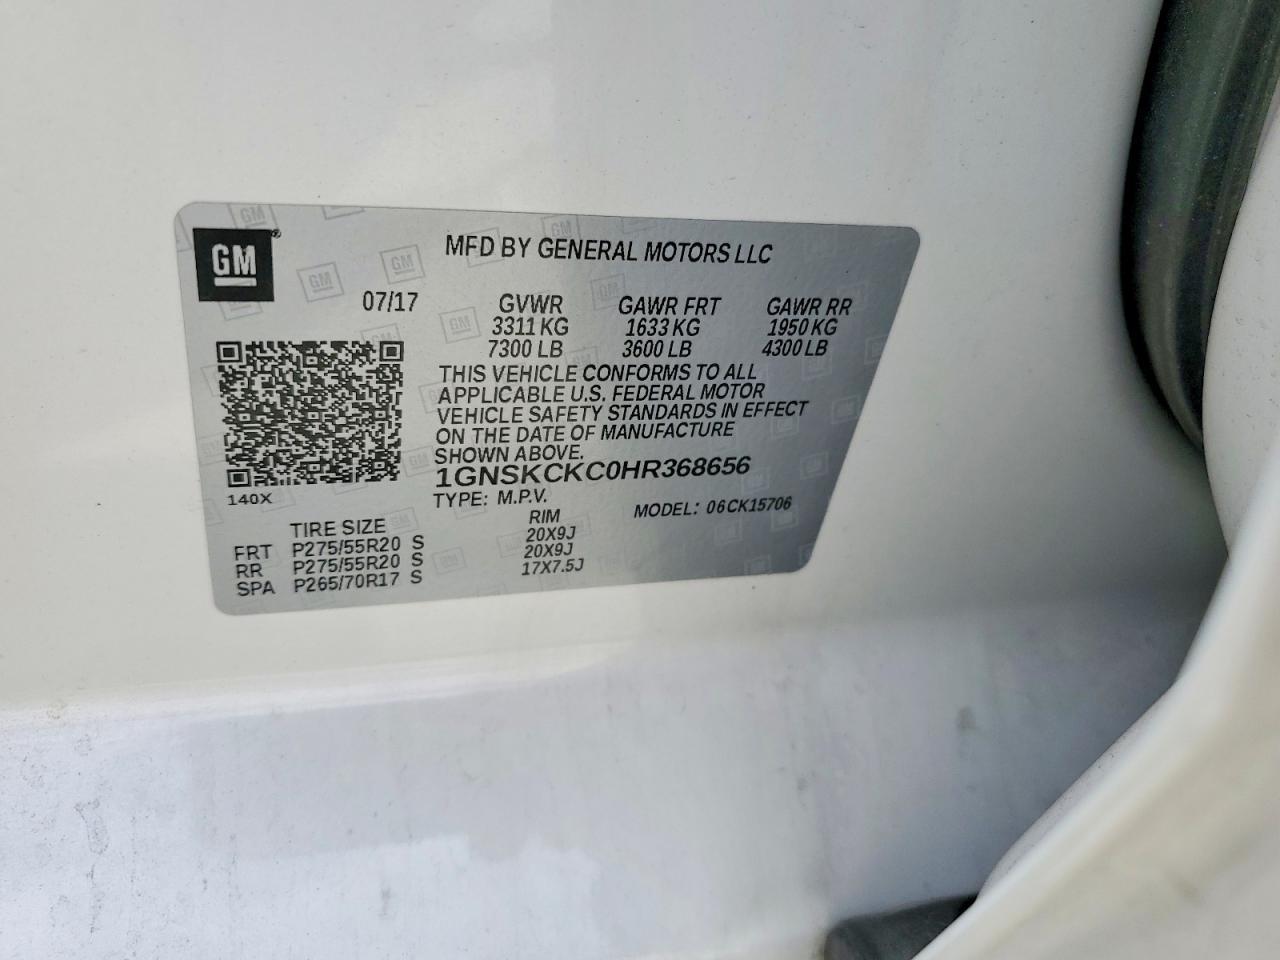 GM®
MFD BY GENERAL MOTORS LLC
07/17 GVWR GAWR FRT GAWR RR
3311 KG 1633 KG 1950 KG
7300 LB 3600 LB 4300 LB
THIS VEHICLE CONFORMS TO ALL
APPLICABLE U.S. FEDERAL MOTOR
VEHICLE SAFETY STANDARDS IN EFFECT
ON THE DATE OF MANUFACTURE
SHOWN ABOVE.
1GNSKCKC0HR368656
140X
TYPE: M.P.V. MODEL: 06CK15706
TIRE SIZE RIM
FRT P275/55R20 S 20X9J
RR P275/55R20 S 20X9J
SPA P265/70R17 S 17X7.5J